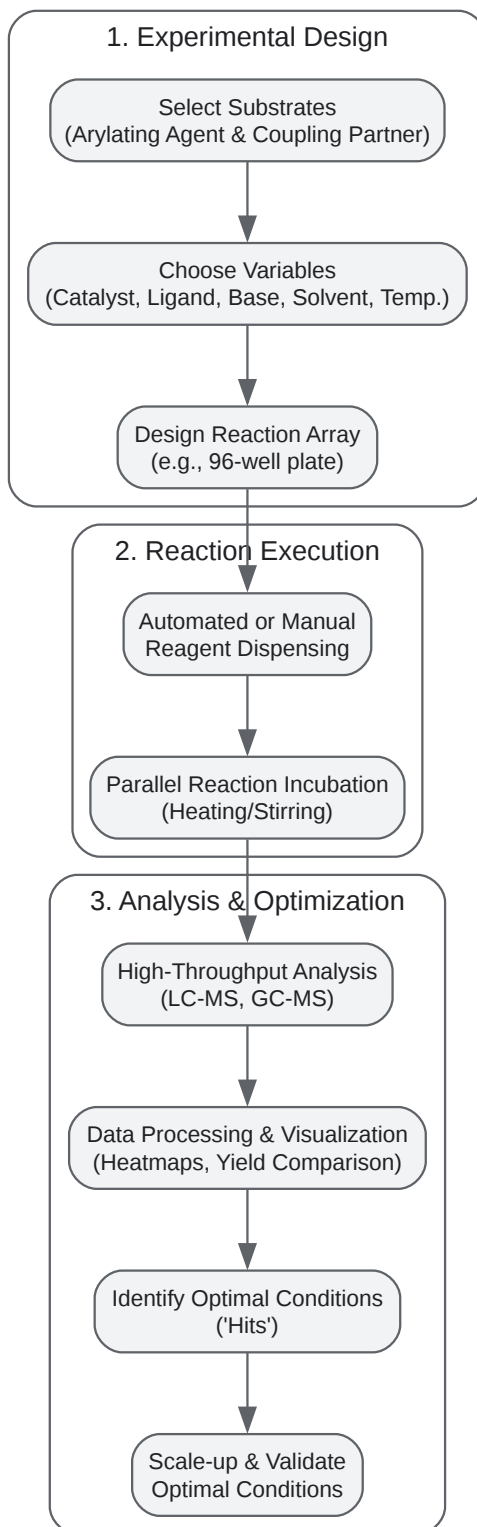 1. Experimental Design
Select Substrates
(Arylating Agent & Coupling Partner)
Choose Variables
(Catalyst, Ligand, Base, Solvent, Temp.)
Design Reaction Array
(e.g., 96-well plate)
2. Reaction Execution
Automated or Manual
Reagent Dispensing
Parallel Reaction Incubation
(Heating/Stirring)
3. Analysis & Optimization
High-Throughput Analysis
(LC-MS, GC-MS)
Data Processing & Visualization
(Heatmaps, Yield Comparison)
Identify Optimal Conditions
('Hits')
Scale-up & Validate
Optimal Conditions